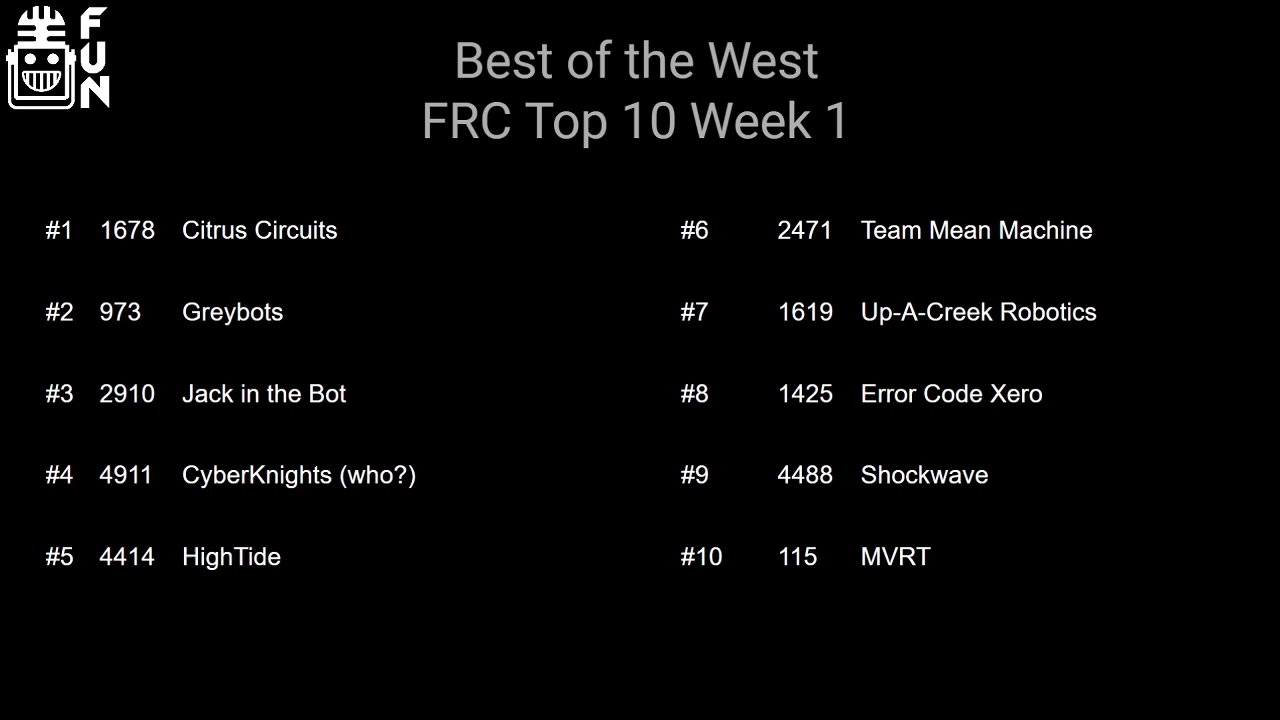 FUN
Best of the West
FRC Top 10 Week 1
#1 1678 Citrus Circuits
#2 973 Greybots
#3 2910 Jack in the Bot
#4 4911 CyberKnights (who?)
#5 4414 HighTide
#6 2471 Team Mean Machine
#7 1619 Up-A-Creek Robotics
#8 1425 Error Code Xero
#9 4488 Shockwave
#10 115 MVRT